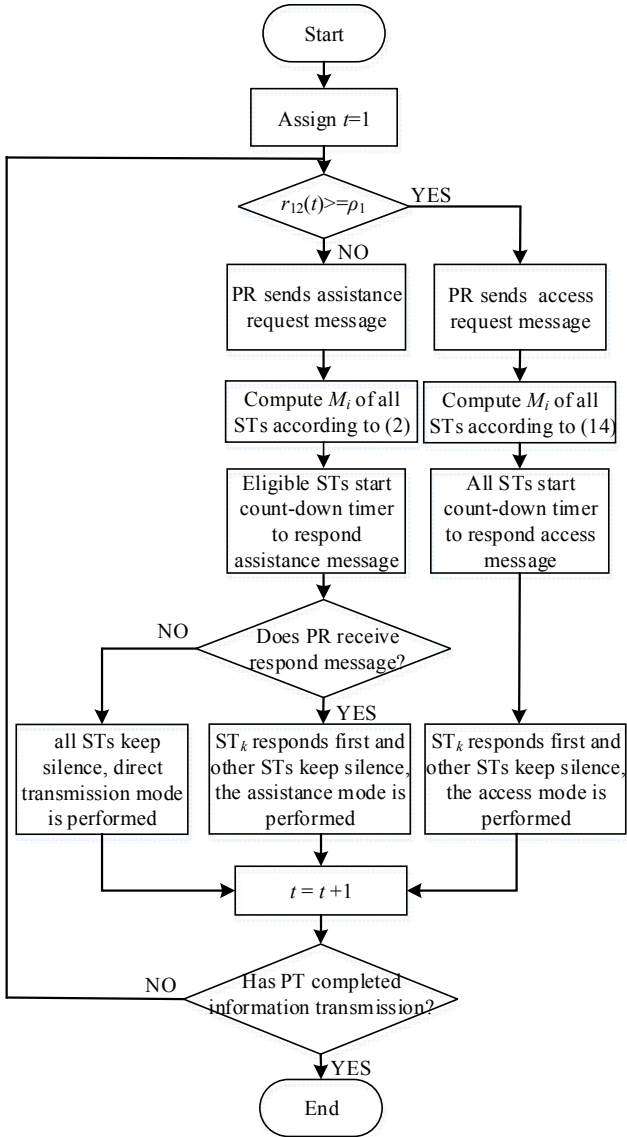 Start
Assign t=1
r12(t)>=ρ1
YES
NO
PR sends assistance
request message
PR sends access
request message
Compute Mi of all
STs according to (2)
Compute Mi of all
STs according to (14)
Eligible STs start
count-down timer
to respond
assistance message
All STs start
count-down timer
to respond access
message
NO
Does PR receive
respond message?
YES
all STs keep
silence, direct
transmission mode
is performed
STk responds first and
other STs keep silence,
the assistance mode is
performed
STk responds first and
other STs keep silence,
the access mode is
performed
t = t +1
NO
Has PT completed
information transmission?
YES
End